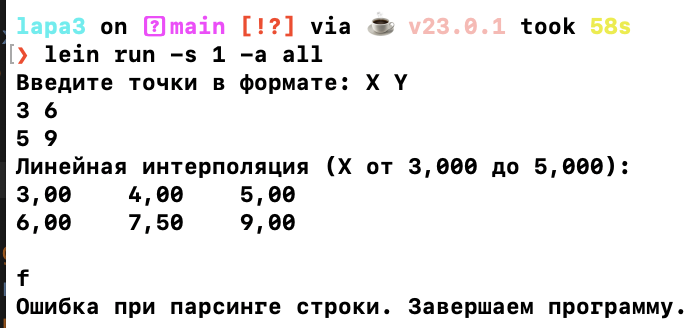 lapa3 on main [!?] via ☕ v23.0.1 took 58s
[❯ lein run -s 1 -a all
Введите точки в формате: X Y
3 6
5 9
Линейная интерполяция (X от 3,000 до 5,000):
3,00 4,00 5,00
6,00 7,50 9,00
f
Ошибка при парсинге строки. Завершаем программу.